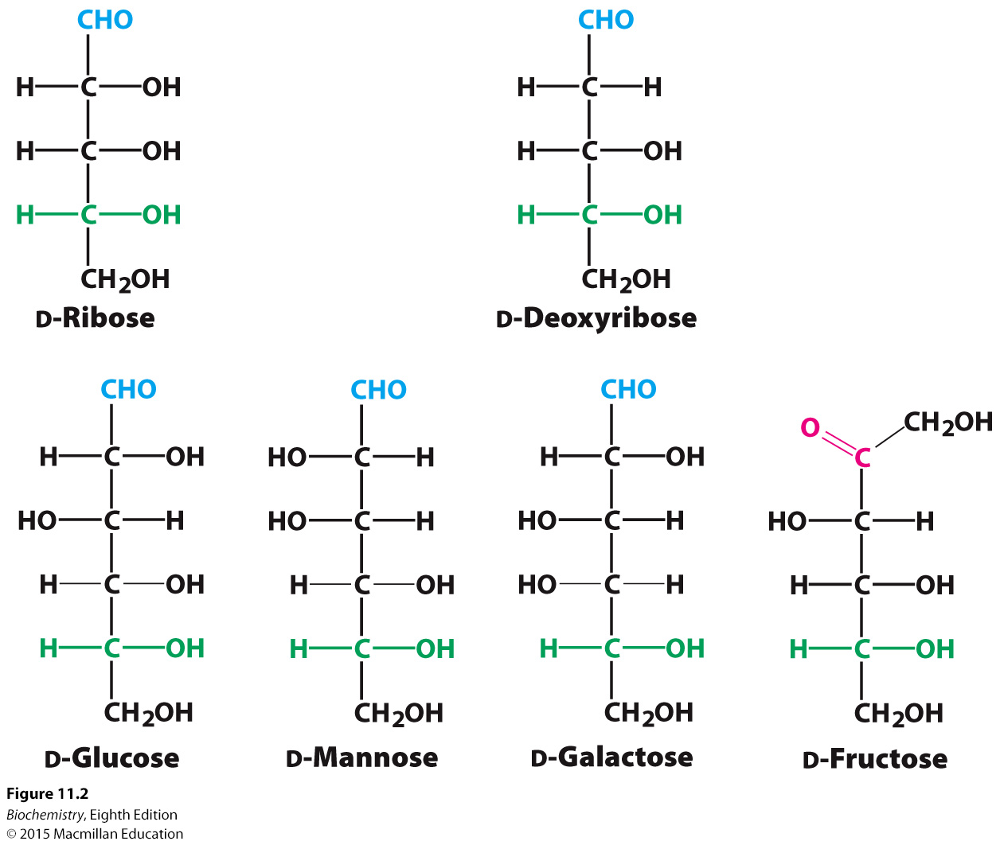 CHO CHO
H C OH H C H
H C OH H C OH
H C OH H C OH
CH2OH CH2OH
D-Ribose D-Deoxyribose
CHO CHO CHO
O CH2OH
H C OH HO C H H C OH C
HO C H HO C H HO C H HO C H
H C OH H C OH HO C H H C OH
H C OH H C OH H C OH H C OH
CH2OH CH2OH CH2OH CH2OH
D-Glucose D-Mannose D-Galactose D-Fructose
Figure 11.2
Biochemistry, Eighth Edition
© 2015 Macmillan Education